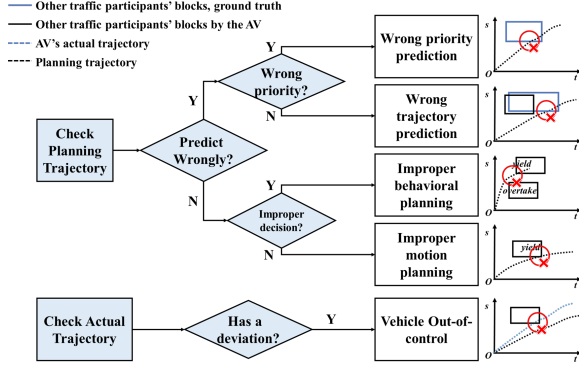 Other traffic participants' blocks, ground truth
Other traffic participants' blocks by the AV
AV's actual trajectory
Planning trajectory
Check
Planning
Trajectory
Predict
Wrongly?
Y
N
Wrong
priority?
Y
N
Improper
decision?
Y
N
Wrong priority
prediction
Wrong
trajectory
prediction
Improper
behavioral
planning
Improper
motion
planning
Check Actual
Trajectory
Has a
deviation?
Y
Vehicle Out-of-
control
s
O
t
s
O
t
s
yield
overtake
O
t
s
yield
O
t
s
O
t